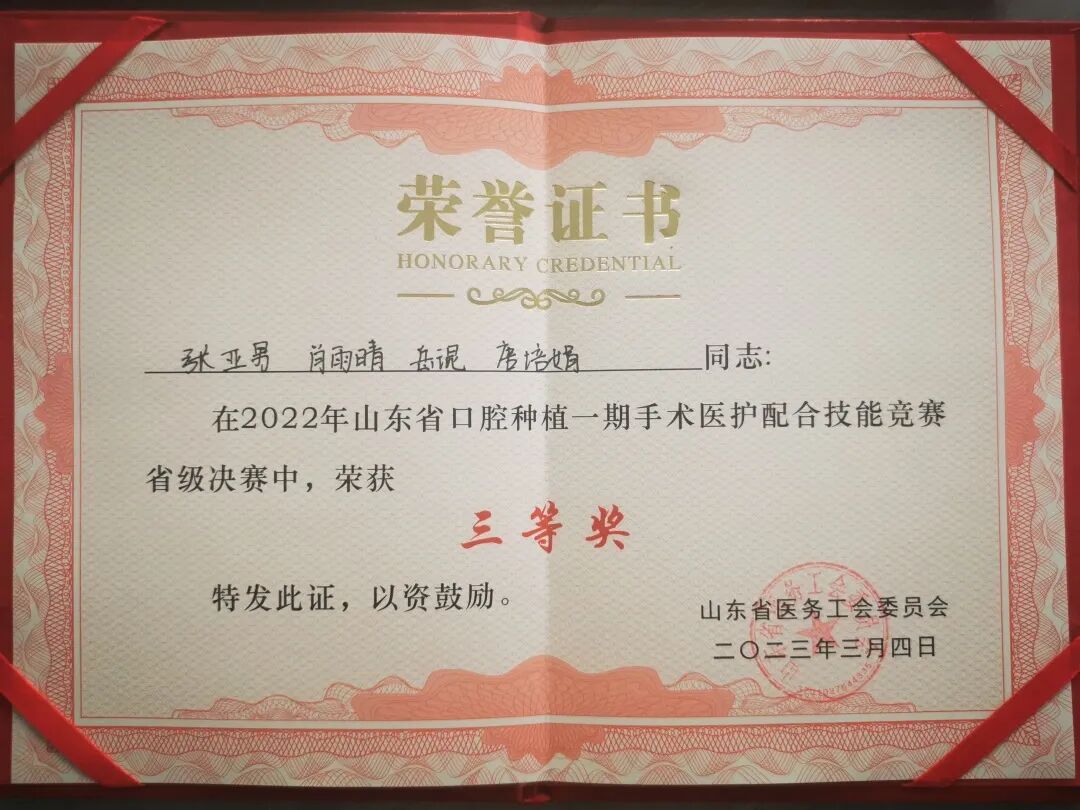 荣誉证书
HONORARY CREDENTIAL
张亚男 肖雨晴 岳琨 唐培娟 同志:
在2022年山东省口腔种植一期手术医护配合技能竞赛
省级决赛中，荣获
三等奖
特发此证，以资鼓励。
山东省医务工会委员会
二〇二三年三月四日